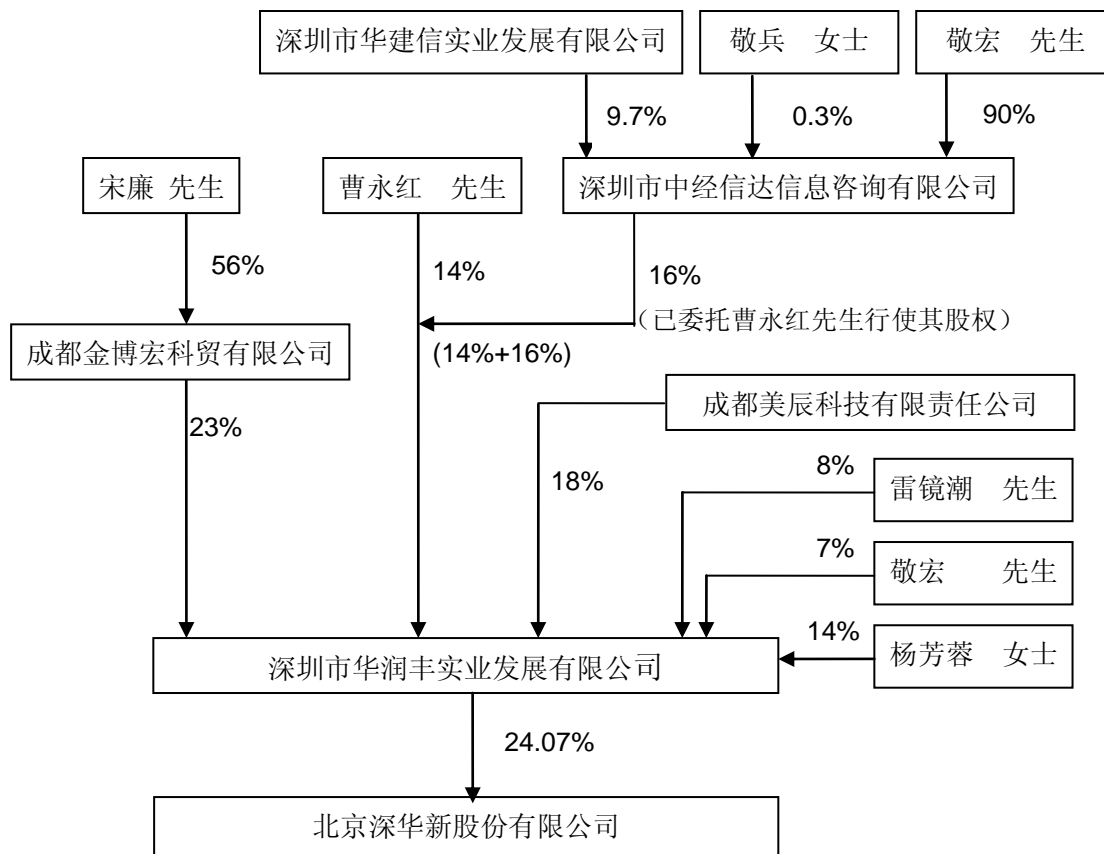 深圳市华建信实业发展有限公司
敬兵　女士
敬宏　先生
9.7%
0.3%
90%
宋廉 先生
曹永红　先生
深圳市中经信达信息咨询有限公司
56%
14%
16%
（已委托曹永红先生行使其股权）
成都金博宏科贸有限公司
(14%+16%)
成都美辰科技有限责任公司
23%
18%
8%
雷镜潮　先生
7%
敬宏　　先生
14%
杨芳蓉　女士
深圳市华润丰实业发展有限公司
24.07%
北京深华新股份有限公司